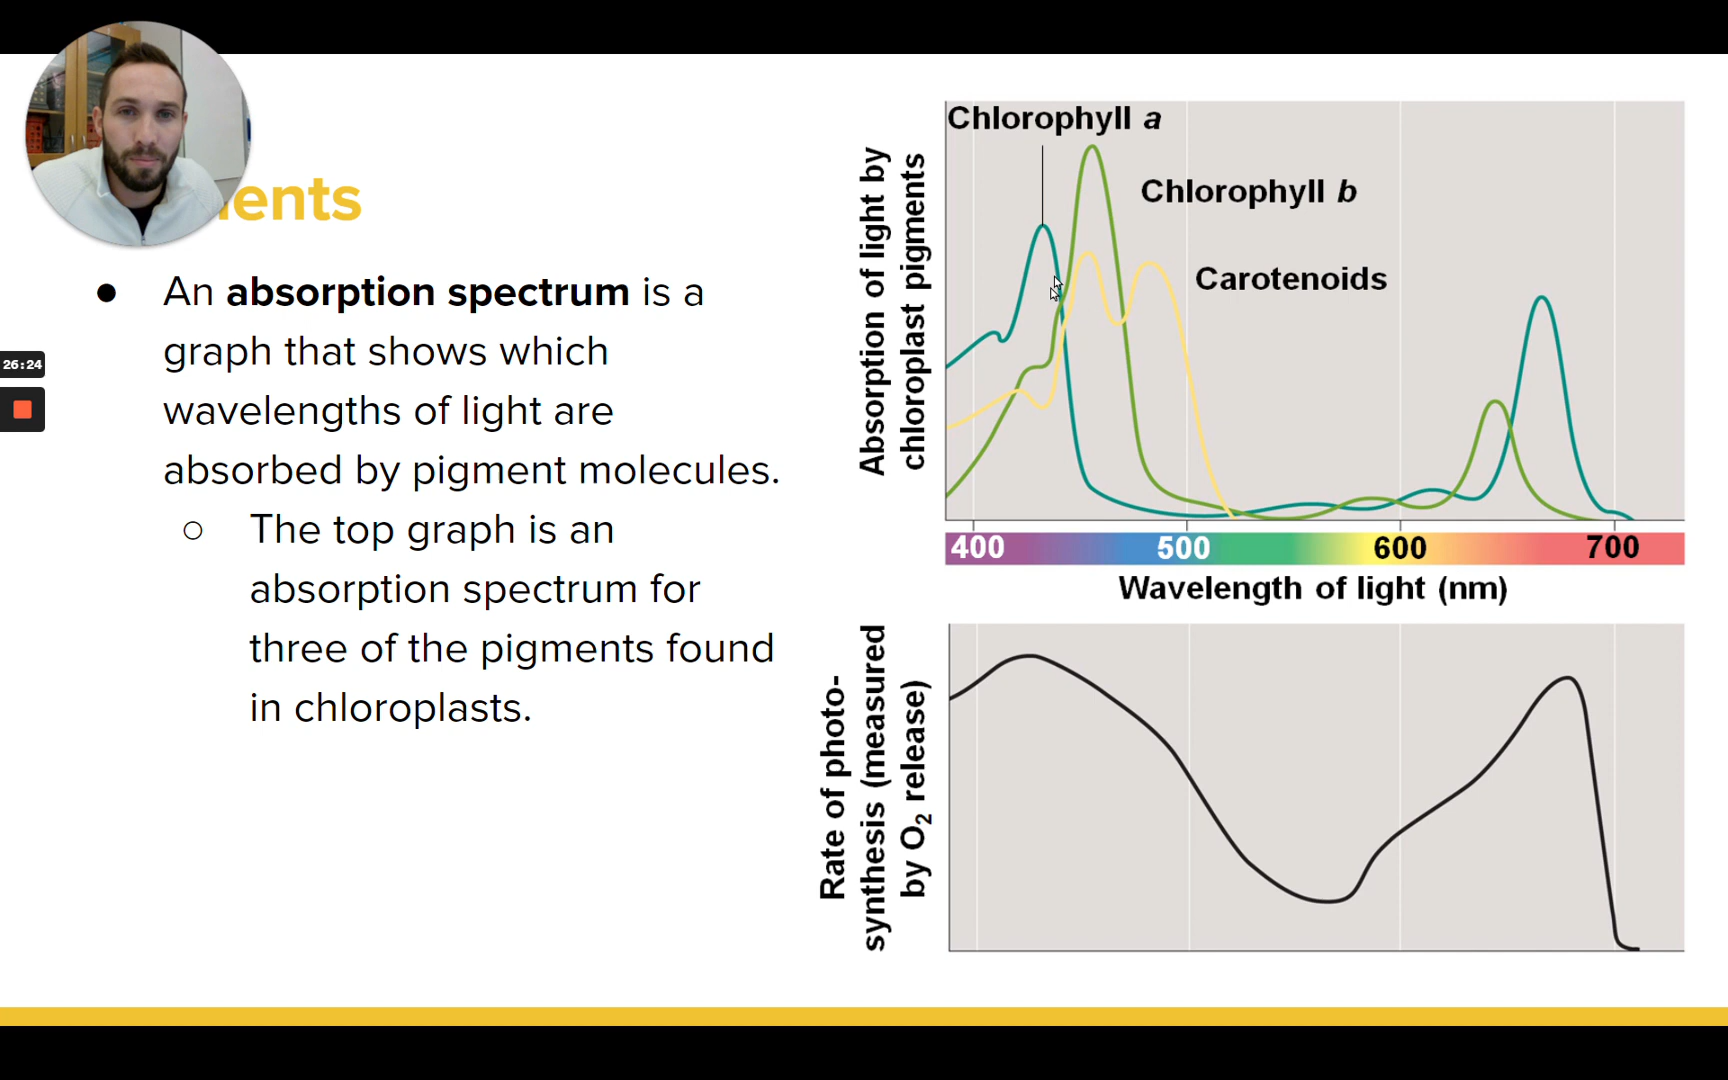 ents
● An absorption spectrum is a
graph that shows which
wavelengths of light are
absorbed by pigment molecules.
○ The top graph is an
absorption spectrum for
three of the pigments found
in chloroplasts.
26:24
Absorption of light by
chloroplast pigments
Chlorophyll a
Chlorophyll b
Carotenoids
400 500 600 700
Wavelength of light (nm)
Rate of photo-
synthesis (measured
by O₂ release)